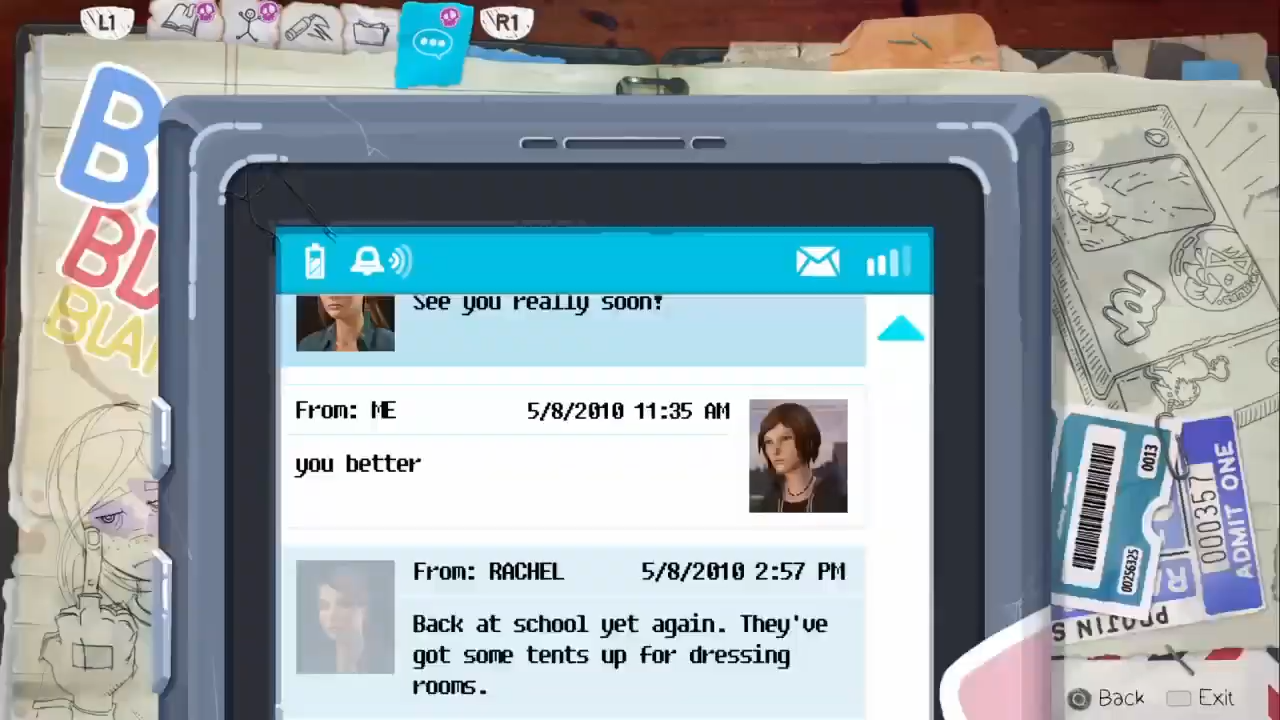 L1
R1
See you really soon!
From: ME 5/8/2010 11:35 AM
you better
From: RACHEL 5/8/2010 2:57 PM
Back at school yet again. They've
got some tents up for dressing
rooms.
0013
00256325
000357
ADMIT ONE
Back Exit